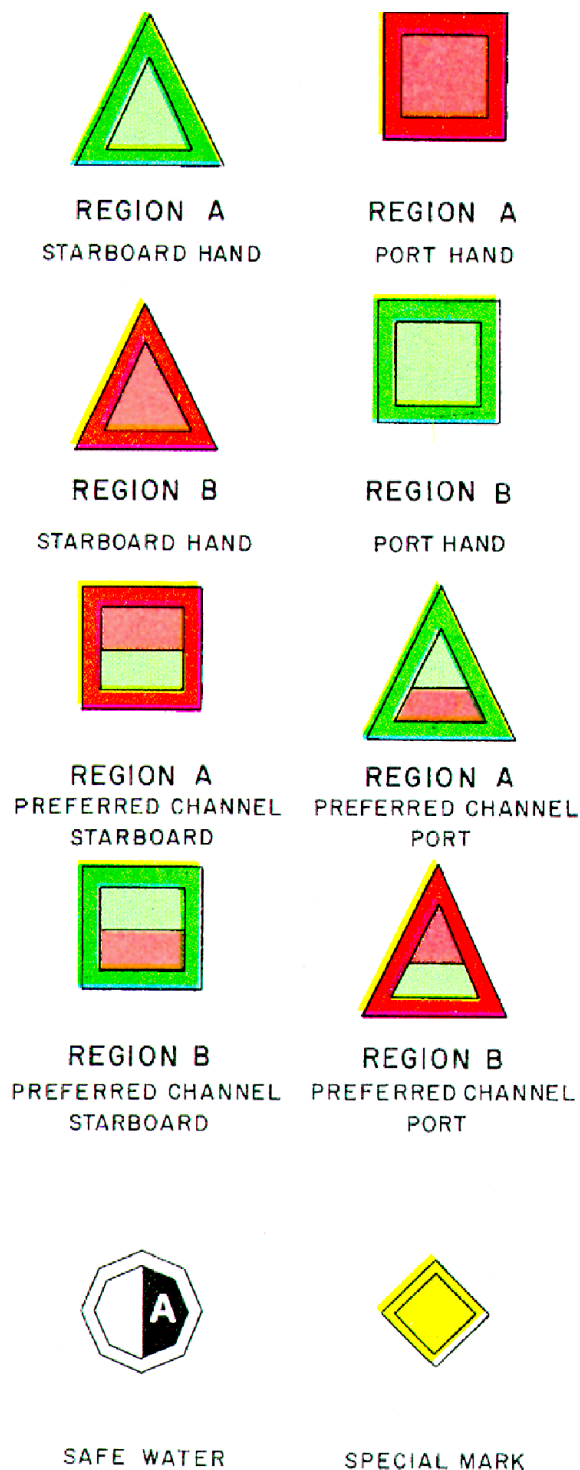 REGION A
STARBOARD HAND
REGION A
PORT HAND
REGION B
STARBOARD HAND
REGION B
PORT HAND
REGION A
PREFERRED CHANNEL
STARBOARD
REGION A
PREFERRED CHANNEL
PORT
REGION B
PREFERRED CHANNEL
STARBOARD
REGION B
PREFERRED CHANNEL
PORT
A
SAFE WATER
SPECIAL MARK